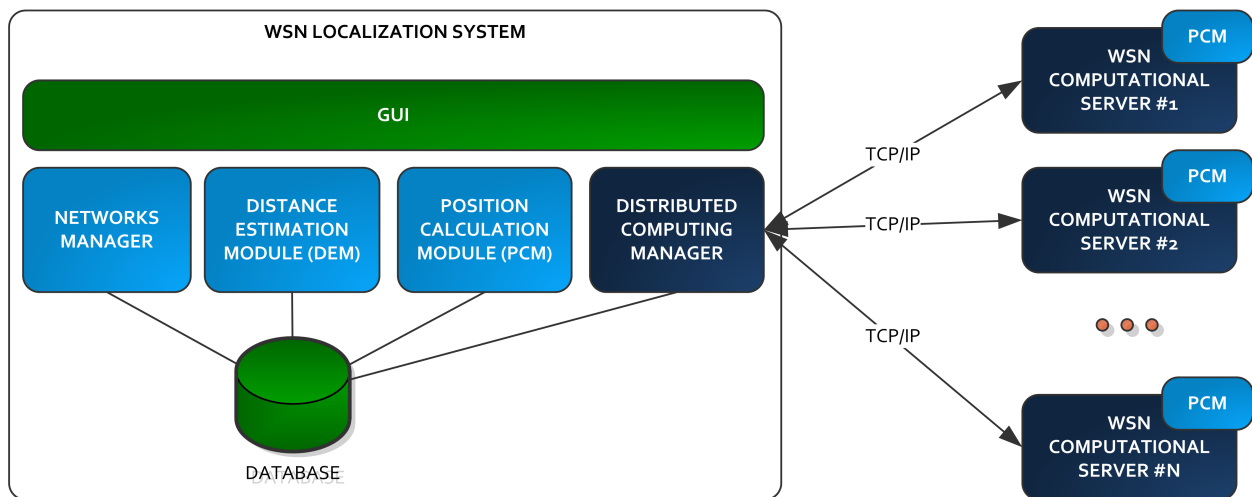 WSN LOCALIZATION SYSTEM
GUI
NETWORKS
MANAGER
DISTANCE
ESTIMATION
MODULE (DEM)
POSITION
CALCULATION
MODULE (PCM)
DISTRIBUTED
COMPUTING
MANAGER
DATABASE
TCP/IP
TCP/IP
TCP/IP
PCM
WSN
COMPUTATIONAL
SERVER #1
PCM
WSN
COMPUTATIONAL
SERVER #2
PCM
WSN
COMPUTATIONAL
SERVER #N